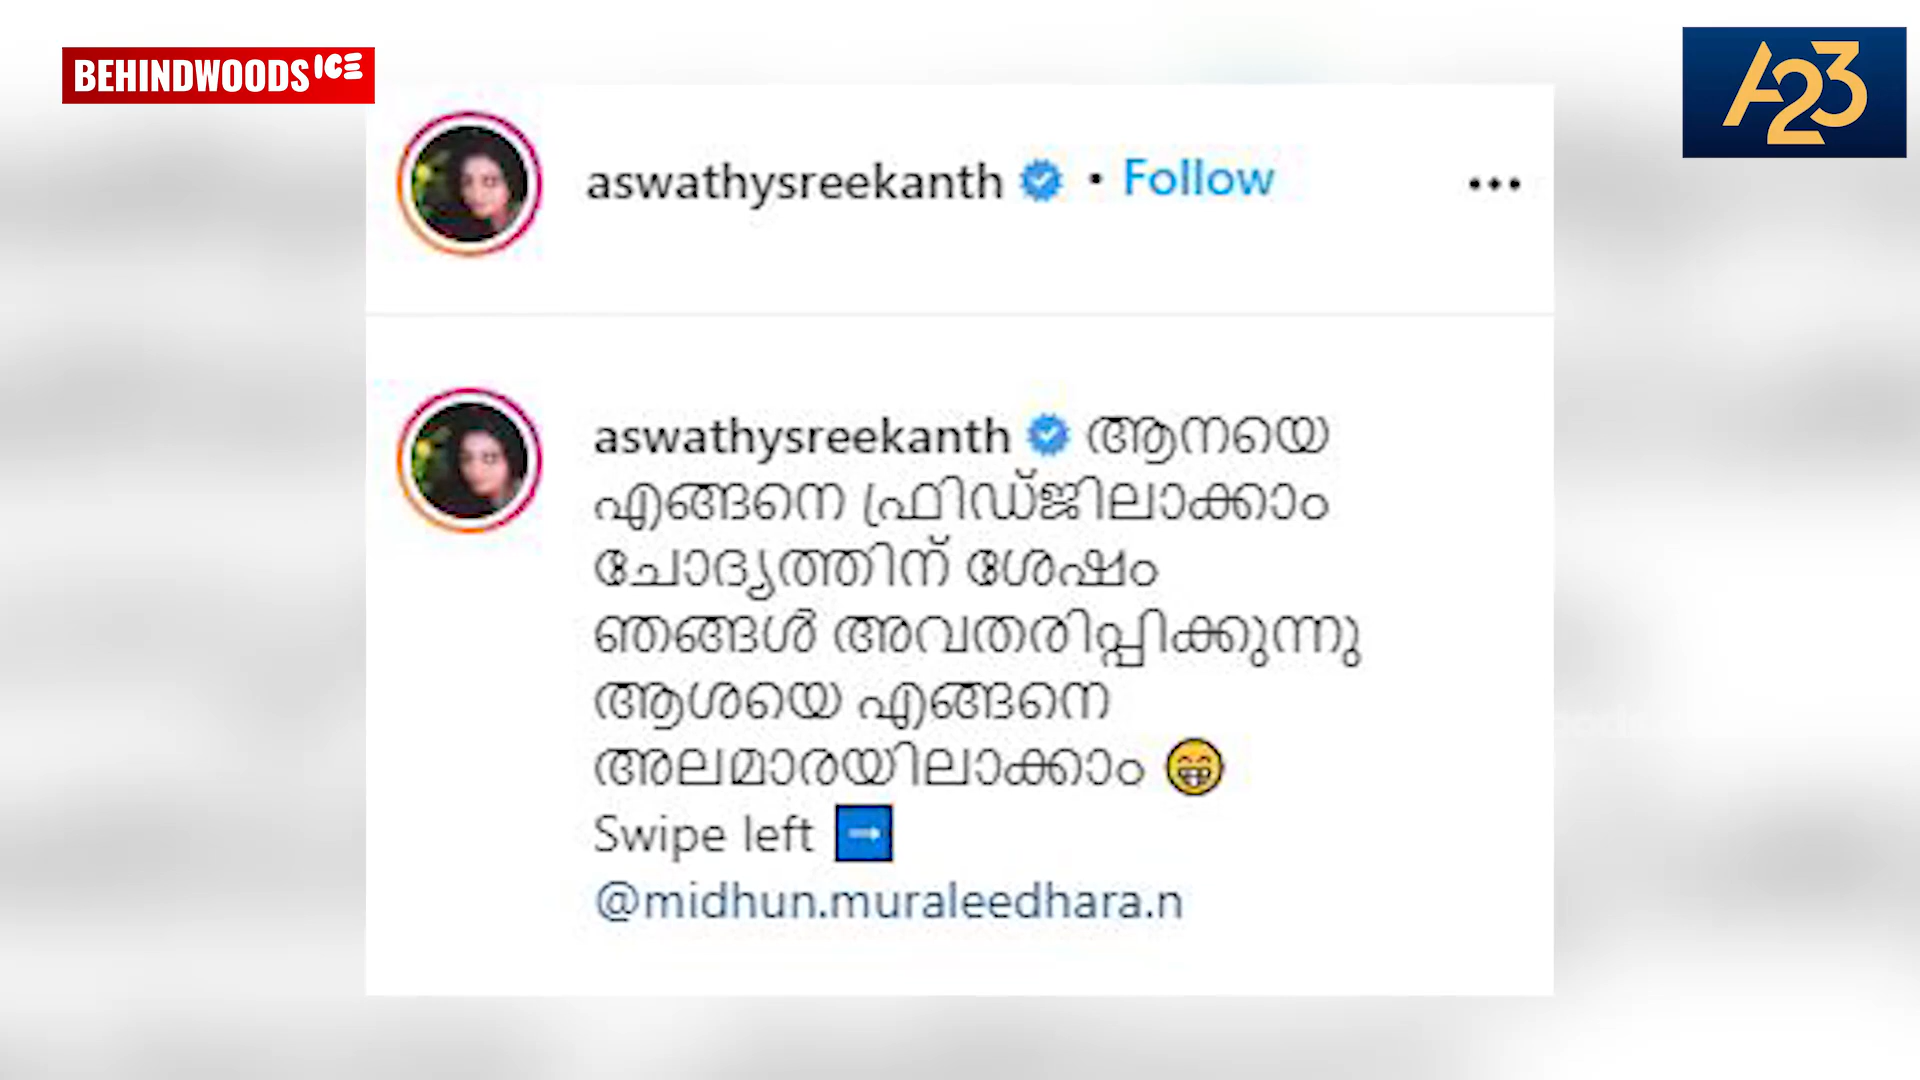 BEHINDWOODS ICE
A23
aswathysreekanth • Follow
aswathysreekanth ആനയെ
എങ്ങനെ ഫ്രിഡ്ജിലാക്കാം
ചോദ്യത്തിന് ശേഷം
ഞങ്ങൾ അവതരിപ്പിക്കുന്നു
ആശയെ എങ്ങനെ
അലമാരയിലാക്കാം 😁
Swipe left ➡️
@midhun.muraleedhara.n